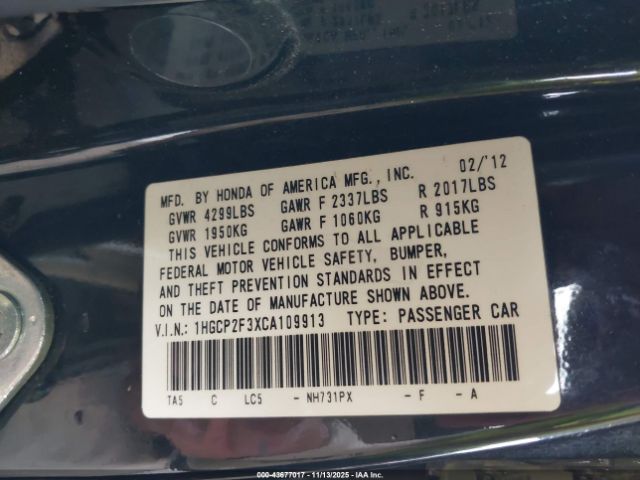 MFD. BY HONDA OF AMERICA MFG., INC. 02/'12
GVWR 4299LBS GAWR F 2337LBS R 2017LBS
GVWR 1950KG GAWR F 1060KG R 915KG
THIS VEHICLE CONFORMS TO ALL APPLICABLE
FEDERAL MOTOR VEHICLE SAFETY, BUMPER,
AND THEFT PREVENTION STANDARDS IN EFFECT
ON THE DATE OF MANUFACTURE SHOWN ABOVE.
V.I.N.: 1HGCP2F3XCA109913 TYPE: PASSENGER CAR
TA5 C LC5 - NH731PX - F - A
000-43677017 - 11/13/2025 - IAA Inc.